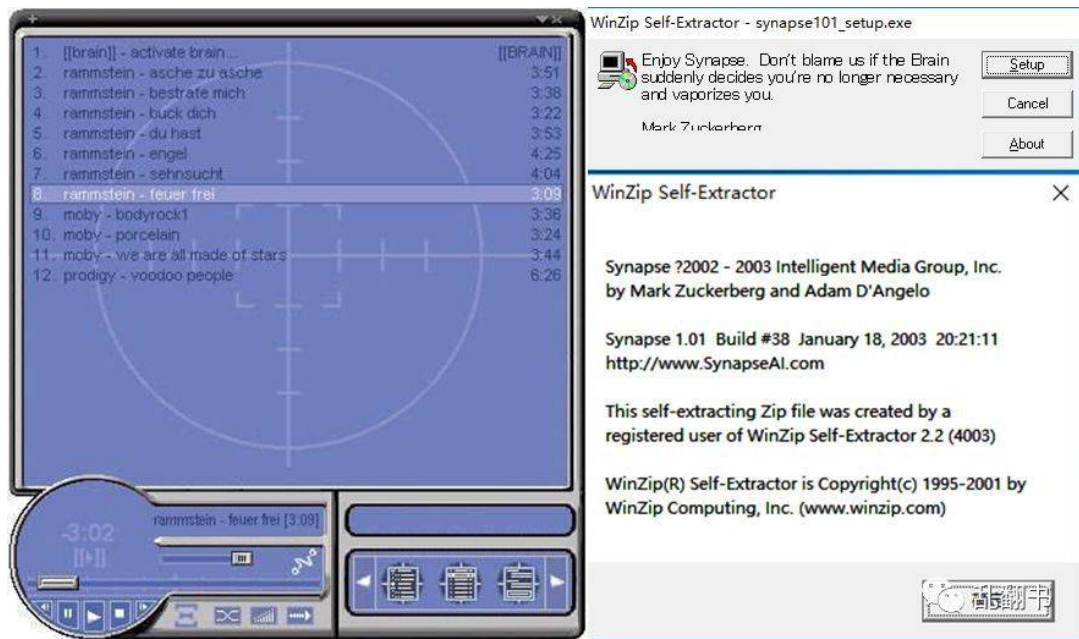 1. [[brain]] - activate brain... [[BRAIN]]
2. rammstein - asche zu asche 3:51
3. rammstein - bestrate mich 3:38
4. rammstein - buck dich 3:22
5. rammstein - du hast 3:53
6. rammstein - engel 4:25
7. rammstein - sehnsucht 4:04
8. rammstein - feuer frei 3:09
9. moby - bodyrock1 3:36
10. moby - porcelain 3:24
11. moby - we are all made of stars 3:44
12. prodigy - voodoo people 6:26
-3:02
rammstein - feuer frei [3:09]
WinZip Self-Extractor - synapse101_setup.exe
Enjoy Synapse. Don't blame us if the Brain
suddenly decides you're no longer necessary
and vaporizes you.
Mark Zuckerberg
Setup
Cancel
About
WinZip Self-Extractor
Synapse ?2002 - 2003 Intelligent Media Group, Inc.
by Mark Zuckerberg and Adam D'Angelo
Synapse 1.01 Build #38 January 18, 2003 20:21:11
http://www.SynapseAI.com
This self-extracting Zip file was created by a
registered user of WinZip Self-Extractor 2.2 (4003)
WinZip(R) Self-Extractor is Copyright(c) 1995-2001 by
WinZip Computing, Inc. (www.winzip.com)
乱翻书